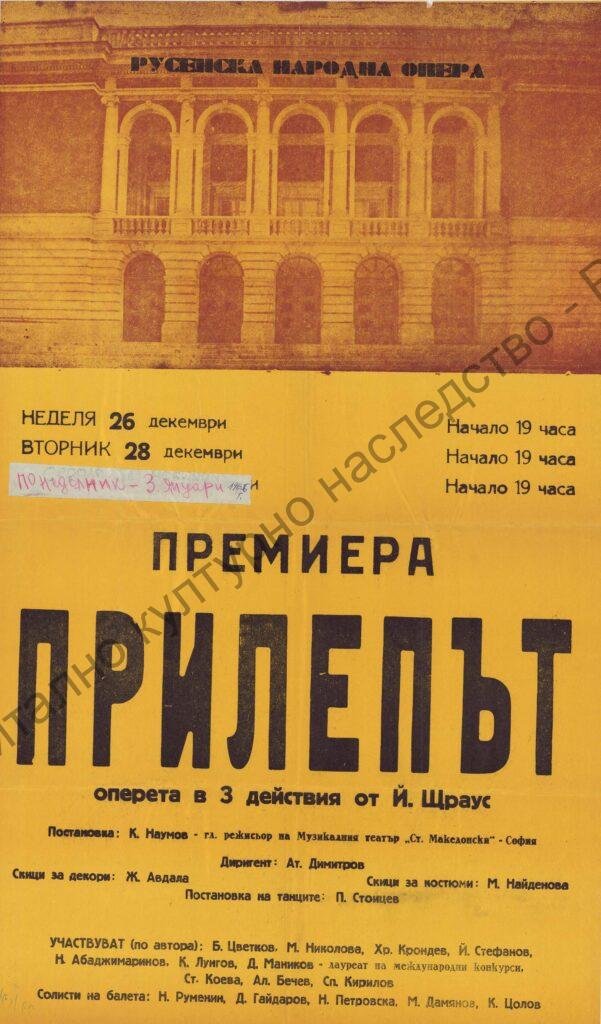 РУСЕНСКА НАРОДНА ОПЕРА
НЕДЕЛЯ 26 декември Начало 19 часа
ВТОРНИК 28 декември Начало 19 часа
ПОНЕДЕЛНИК - 3. януари Начало 19 часа
ПРЕМИЕРА
ПРИЛЕПЪТ
оперета в 3 действия от Й. Щраус
Постановка: К. Наумов - гл. режисьор на Музикалния театър „Ст. Македонски" - София
Диригент: Ат. Димитров
Скици за декори: Ж. Авдала Скици за костюми: М. Найденова
Постановка на танците: П. Стоицев
УЧАСТВУВАТ (по автора): Б. Цветков, М. Николова, Хр. Крондев, Й. Стефанов,
Н. Абаджимаринов, К. Лунгов, Д. Маников - лауреат на международни конкурси,
Ст. Коева, Ал. Бечев, Сп. Кирилов
Солисти на балета: Н. Руменин, Д. Гайдаров, Н. Петровска, М. Дамянов, К. Цолов
културно наследство -